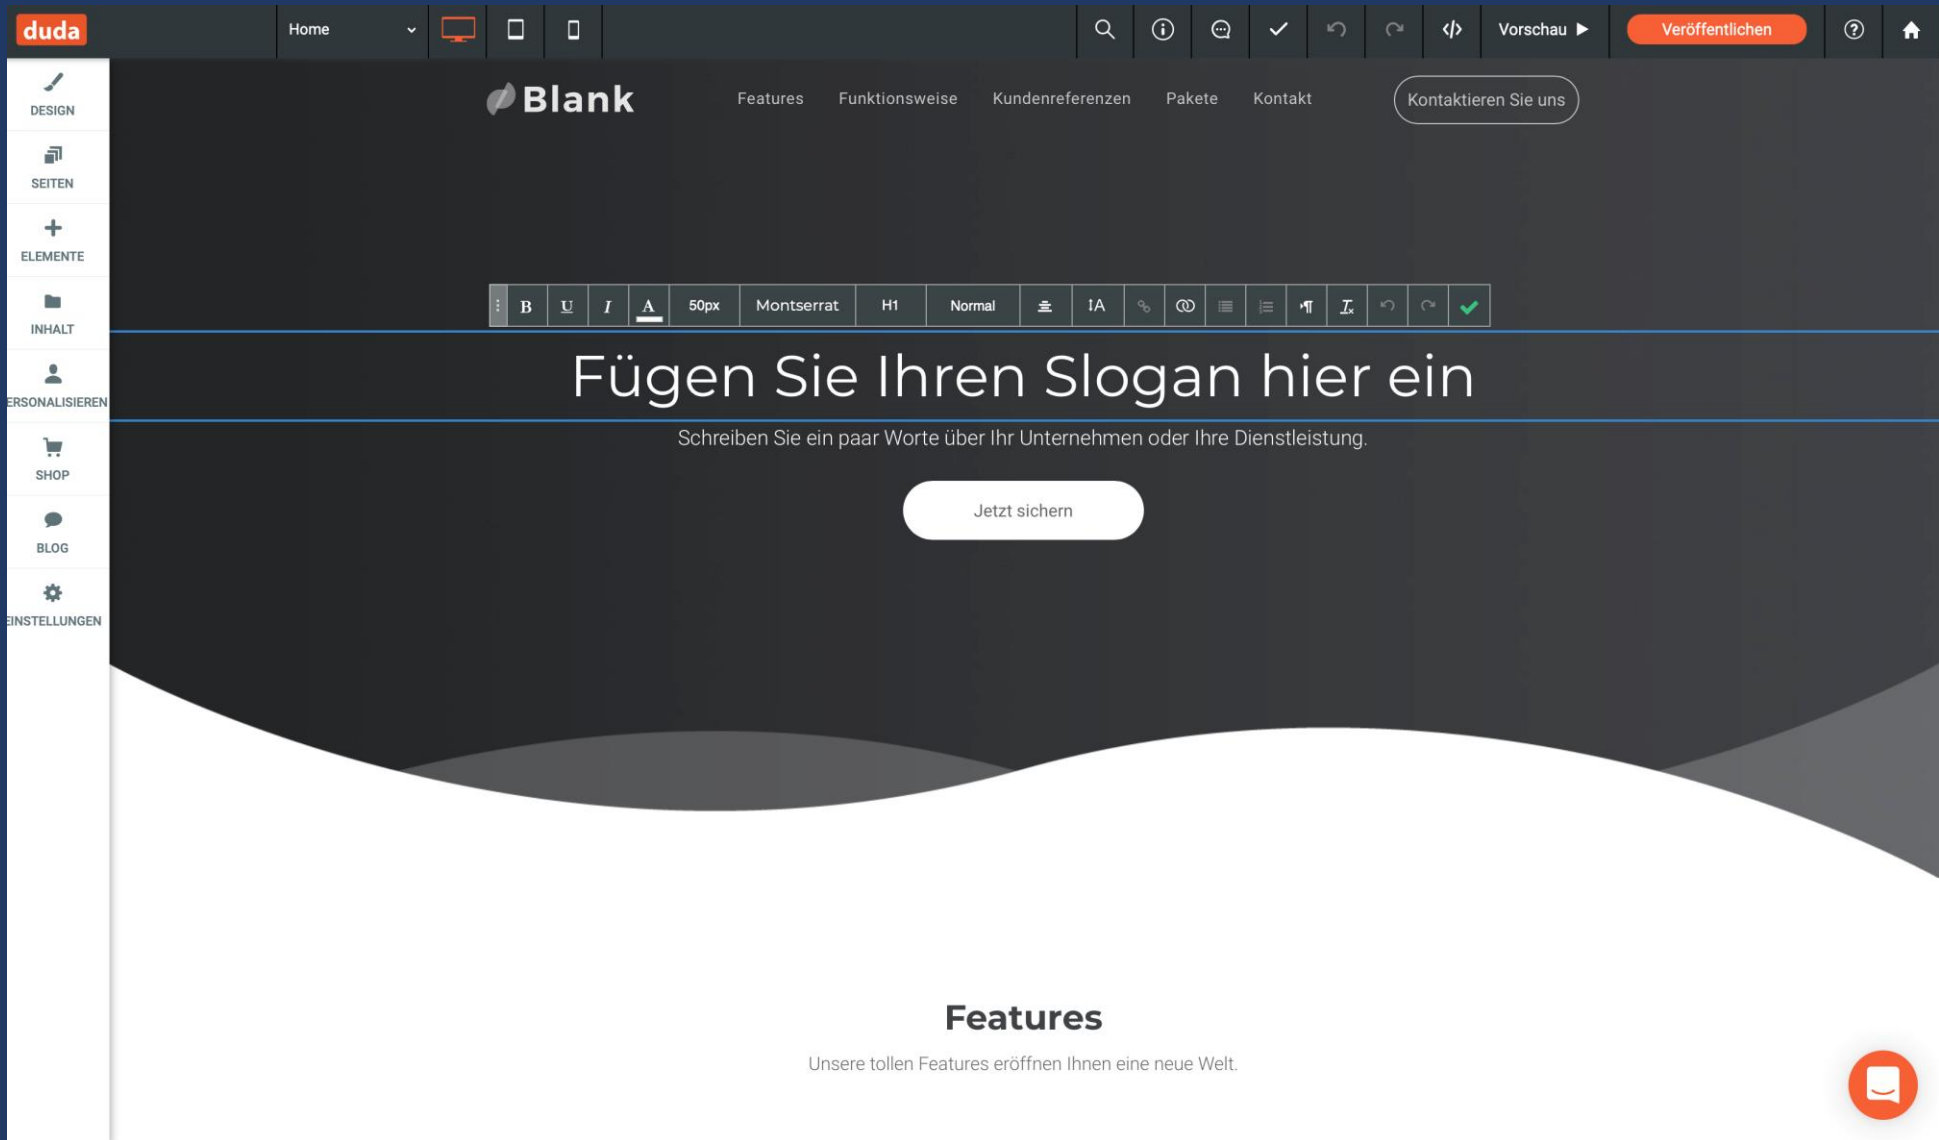 duda
Home
Vorschau
Veröffentlichen
DESIGN
SEITEN
ELEMENTE
INHALT
ERSONALISIEREN
SHOP
BLOG
EINSTELLUNGEN
Blank
Features Funktionsweise Kundenreferenzen Pakete Kontakt
Kontaktieren Sie uns
B U I A 50px Montserrat H1 Normal
Fügen Sie Ihren Slogan hier ein
Schreiben Sie ein paar Worte über Ihr Unternehmen oder Ihre Dienstleistung.
Jetzt sichern
Features
Unsere tollen Features eröffnen Ihnen eine neue Welt.